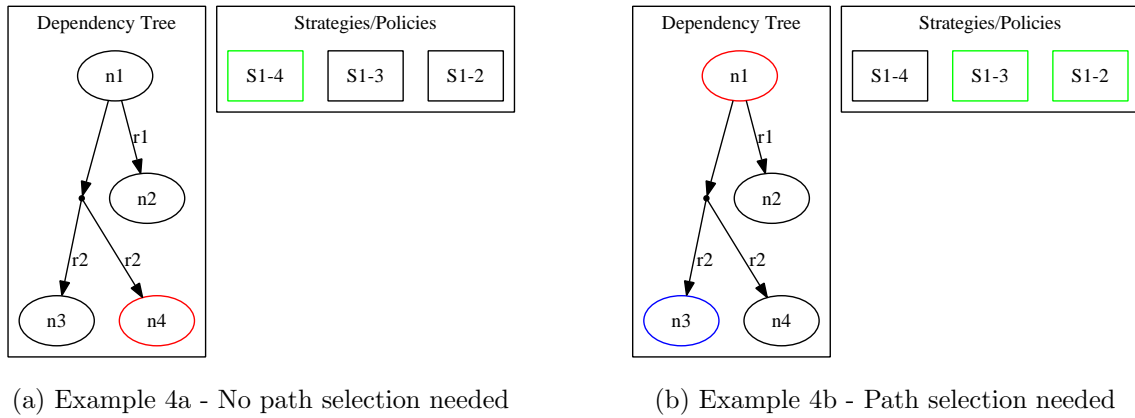 Dependency Tree
n1
r1
n2
r2
r2
n3
n4
Strategies/Policies
S1-4
S1-3
S1-2
(a) Example 4a - No path selection needed
Dependency Tree
n1
r1
n2
r2
r2
n3
n4
Strategies/Policies
S1-4
S1-3
S1-2
(b) Example 4b - Path selection needed